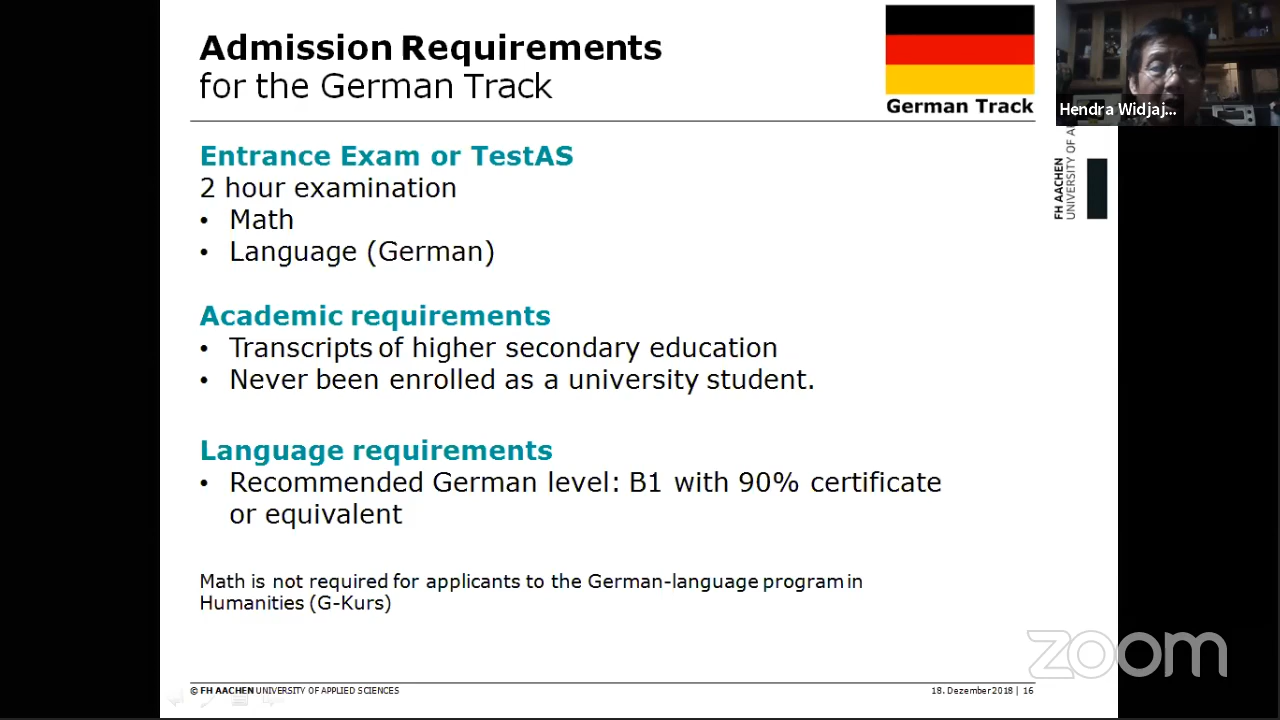 Admission Requirements
for the German Track
German Track
Hendra Widjaj...
FH AACHEN
UNIVERSITY OF A
Entrance Exam or TestAS
2 hour examination
• Math
• Language (German)
Academic requirements
• Transcripts of higher secondary education
• Never been enrolled as a university student.
Language requirements
• Recommended German level: B1 with 90% certificate
or equivalent
Math is not required for applicants to the German-language program in
Humanities (G-Kurs)
zoom
© FH AACHEN UNIVERSITY OF APPLIED SCIENCES
18. Dezember 2018 | 16